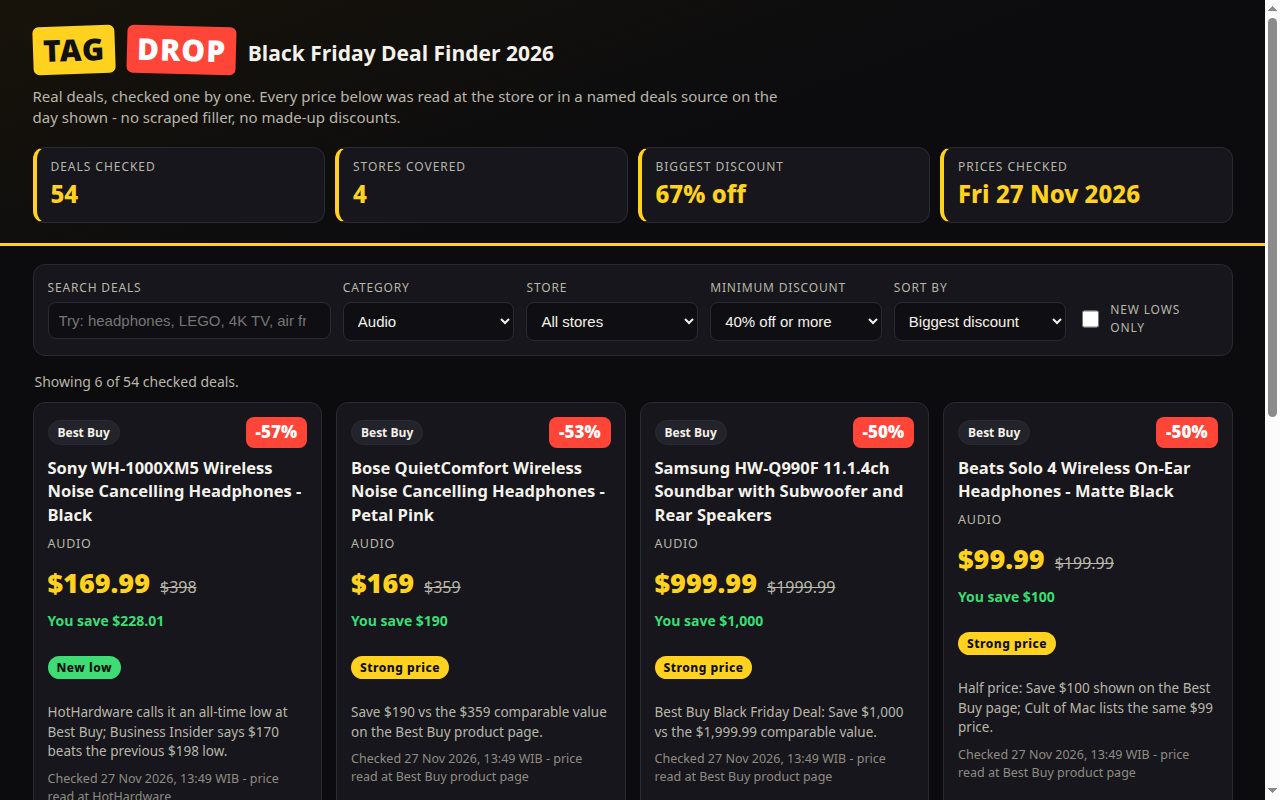 TAG DROP Black Friday Deal Finder 2026
Real deals, checked one by one. Every price below was read at the store or in a named deals source on the
day shown - no scraped filler, no made-up discounts.
DEALS CHECKED
54
STORES COVERED
4
BIGGEST DISCOUNT
67% off
PRICES CHECKED
Fri 27 Nov 2026
SEARCH DEALS
Try: headphones, LEGO, 4K TV, air fr
CATEGORY
Audio
STORE
All stores
MINIMUM DISCOUNT
40% off or more
SORT BY
Biggest discount
NEW LOWS
ONLY
Showing 6 of 54 checked deals.
Best Buy -57%
Sony WH-1000XM5 Wireless
Noise Cancelling Headphones -
Black
AUDIO
$169.99 $398
You save $228.01
New low
HotHardware calls it an all-time low at
Best Buy; Business Insider says $170
beats the previous $198 low.
Checked 27 Nov 2026, 13:49 WIB - price
read at HotHardware
Best Buy -53%
Bose QuietComfort Wireless
Noise Cancelling Headphones -
Petal Pink
AUDIO
$169 $359
You save $190
Strong price
Save $190 vs the $359 comparable value
on the Best Buy product page.
Checked 27 Nov 2026, 13:49 WIB - price
read at Best Buy product page
Best Buy -50%
Samsung HW-Q990F 11.1.4ch
Soundbar with Subwoofer and
Rear Speakers
AUDIO
$999.99 $1999.99
You save $1,000
Strong price
Best Buy Black Friday Deal: Save $1,000
vs the $1,999.99 comparable value.
Checked 27 Nov 2026, 13:49 WIB - price
read at Best Buy product page
Best Buy -50%
Beats Solo 4 Wireless On-Ear
Headphones - Matte Black
AUDIO
$99.99 $199.99
You save $100
Strong price
Half price: Save $100 shown on the Best
Buy page; Cult of Mac lists the same $99
price.
Checked 27 Nov 2026, 13:49 WIB - price
read at Best Buy product page